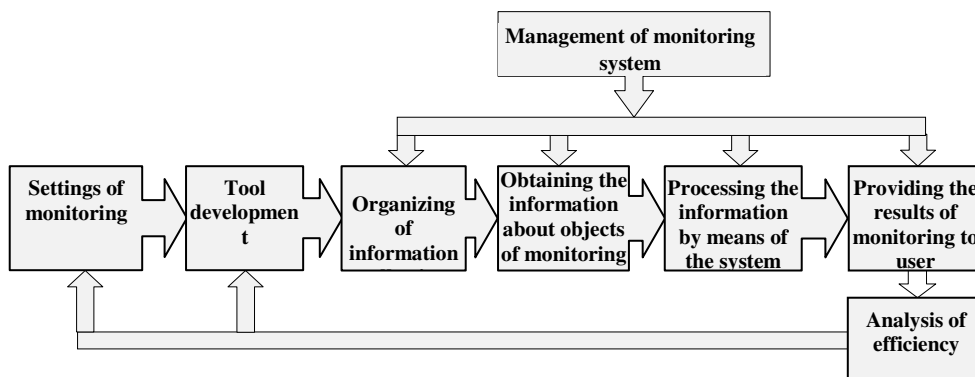 Management of monitoring
system
Settings of
monitoring
Tool
developmen
t
Organizing
of
information
Obtaining the
information
about objects
of monitoring
Processing the
information
by means of
the system
Providing the
results of
monitoring to
user
Analysis of
efficiency